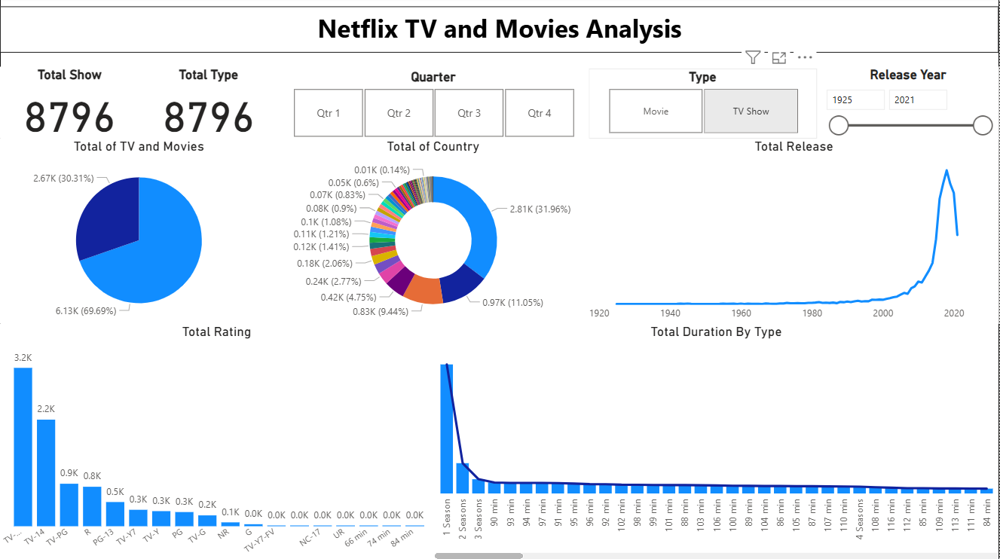 Netflix TV and Movies Analysis
Total Show
Total Type
Quarter
Type
Release Year
8796
8796
Qtr 1
Qtr 2
Qtr 3
Qtr 4
Movie
TV Show
1925
2021
Total of TV and Movies
2.67K (30.31%)
6.13K (69.69%)
Total of Country
0.01K (0.14%)
0.05K (0.6%)
0.07K (0.83%)
0.08K (0.9%)
0.1K (1.08%)
0.11K (1.21%)
0.12K (1.41%)
0.18K (2.06%)
0.24K (2.77%)
0.42K (4.75%)
0.83K (9.44%)
2.81K (31.96%)
0.97K (11.05%)
Total Release
1920
1940
1960
1980
2000
2020
Total Rating
3.2K
2.2K
0.9K
0.8K
0.5K
0.3K
0.3K
0.3K
0.2K
0.1K
0.0K
0.0K
0.0K
0.0K
0.0K
0.0K
0.0K
0.0K
TV-...
TV-14
TV-PG
R
PG-13
TV-Y7
TV-Y
PG
TV-G
NR
G
TV-Y7-FV
NC-17
UR
66 min
74 min
84 min
Total Duration By Type
1 Season
2 Seasons
3 Seasons
90 min
93 min
94 min
97 min
91 min
95 min
96 min
92 min
102 min
98 min
99 min
101 min
88 min
103 min
106 min
100 min
89 min
104 min
86 min
105 min
87 min
107 min
110 min
4 Seasons
108 min
116 min
112 min
85 min
109 min
113 min
111 min
84 min